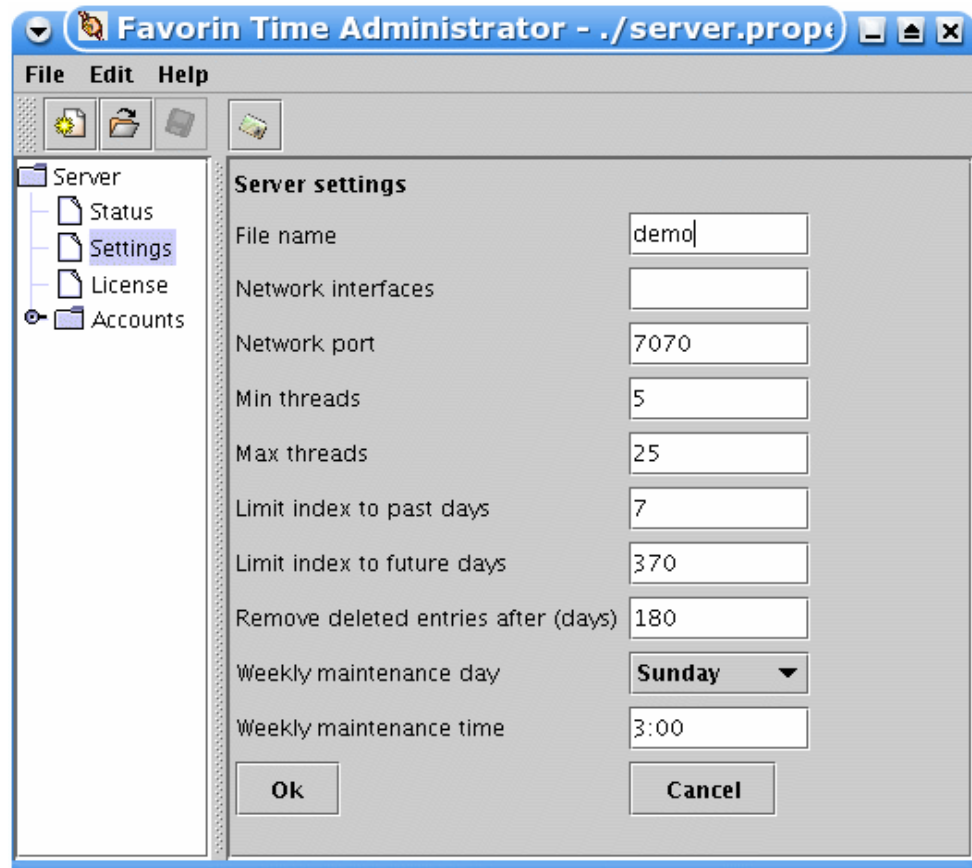 Favorin Time Administrator - ./server.prope
File Edit Help
Server
Status
Settings
License
Accounts
Server settings
File name demo
Network interfaces
Network port 7070
Min threads 5
Max threads 25
Limit index to past days 7
Limit index to future days 370
Remove deleted entries after (days) 180
Weekly maintenance day Sunday
Weekly maintenance time 3:00
Ok Cancel